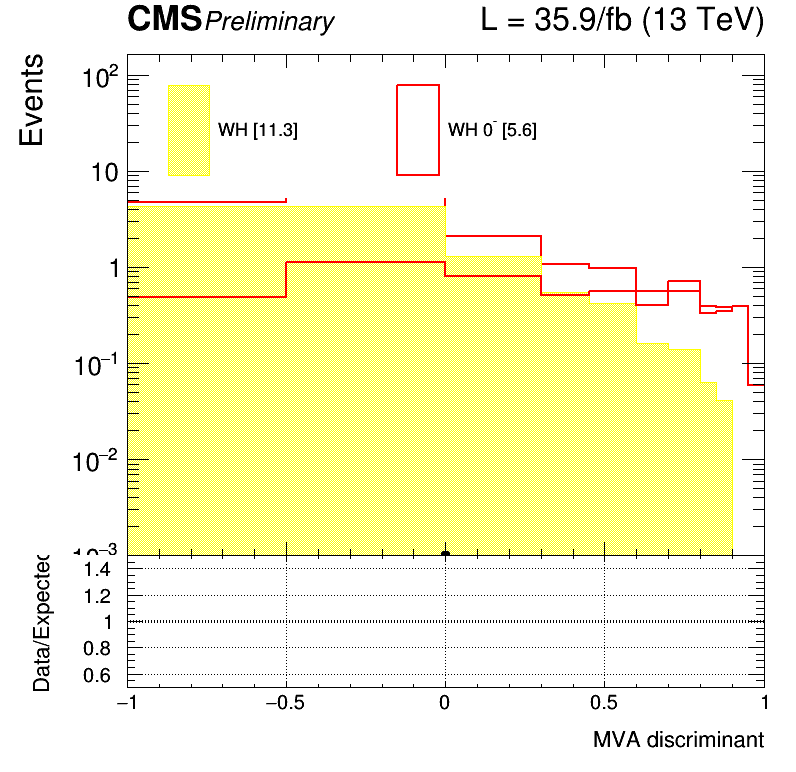 CMS Preliminary L = 35.9/fb (13 TeV)
Events
10²
10
1
10⁻¹
10⁻²
WH [11.3]
WH 0⁻ [5.6]
Data/Expected
1.4
1.2
1
0.8
0.6
−1 −0.5 0 0.5 1
MVA discriminant